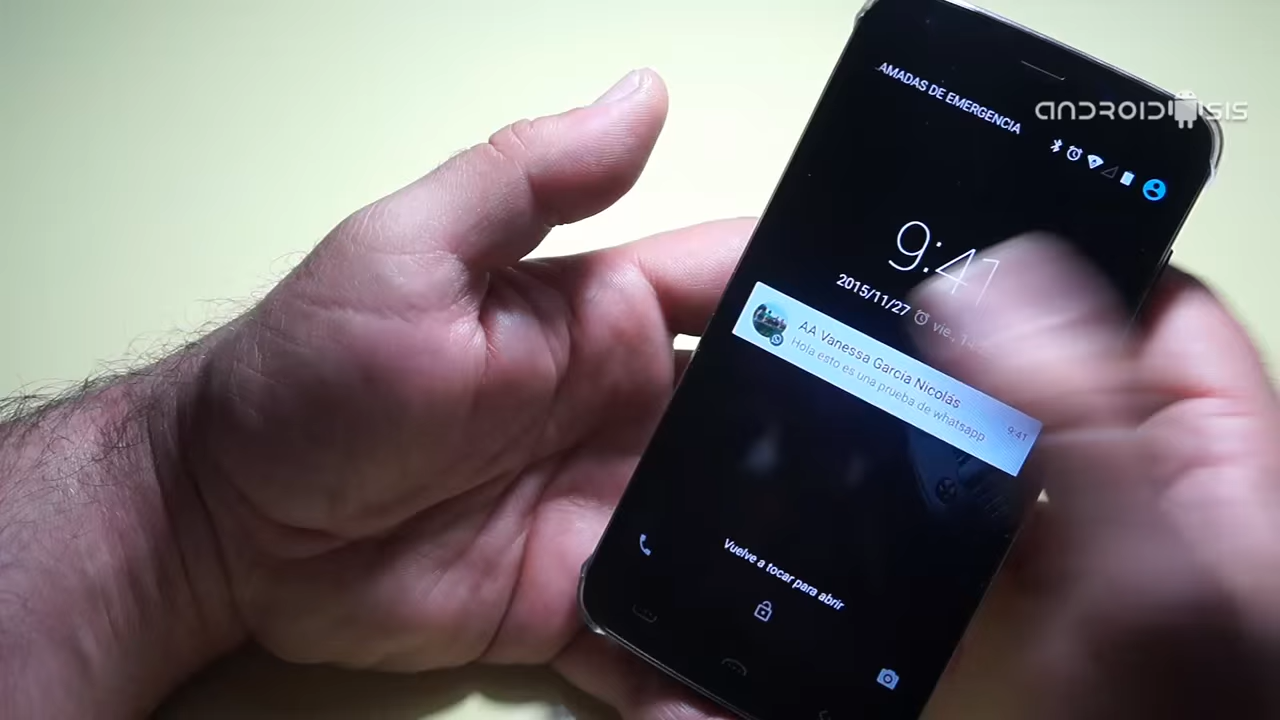 ANDROIDSIS
AMADAS DE EMERGENCIA
9:41
2015/11/27 vie.,
AA Vanessa García Nicolás
Hola esto es una prueba de whatsapp
9:41
Vuelve a tocar para abrir